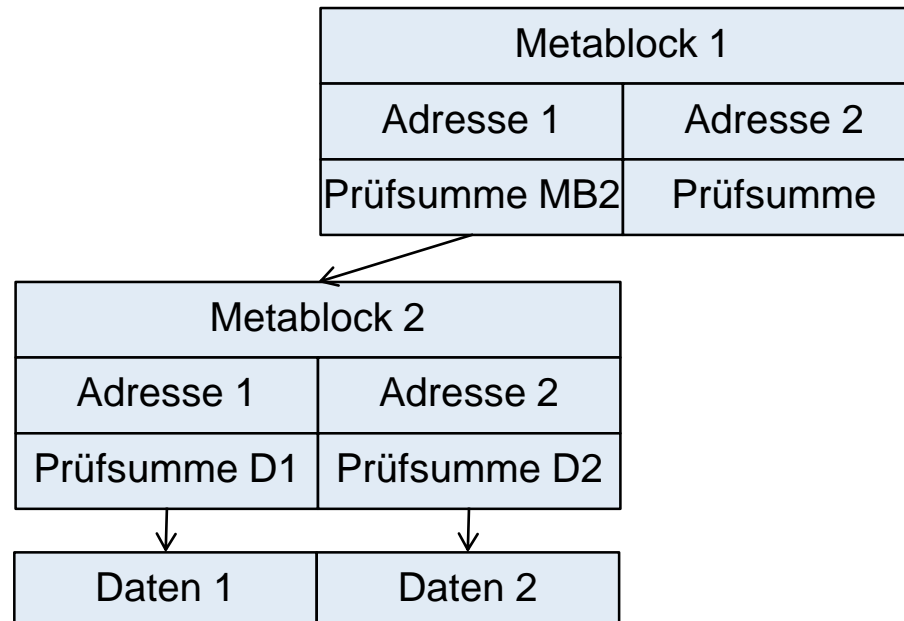 Metablock 1
Adresse 1 Adresse 2
Prüfsumme MB2 Prüfsumme
Metablock 2
Adresse 1 Adresse 2
Prüfsumme D1 Prüfsumme D2
Daten 1 Daten 2